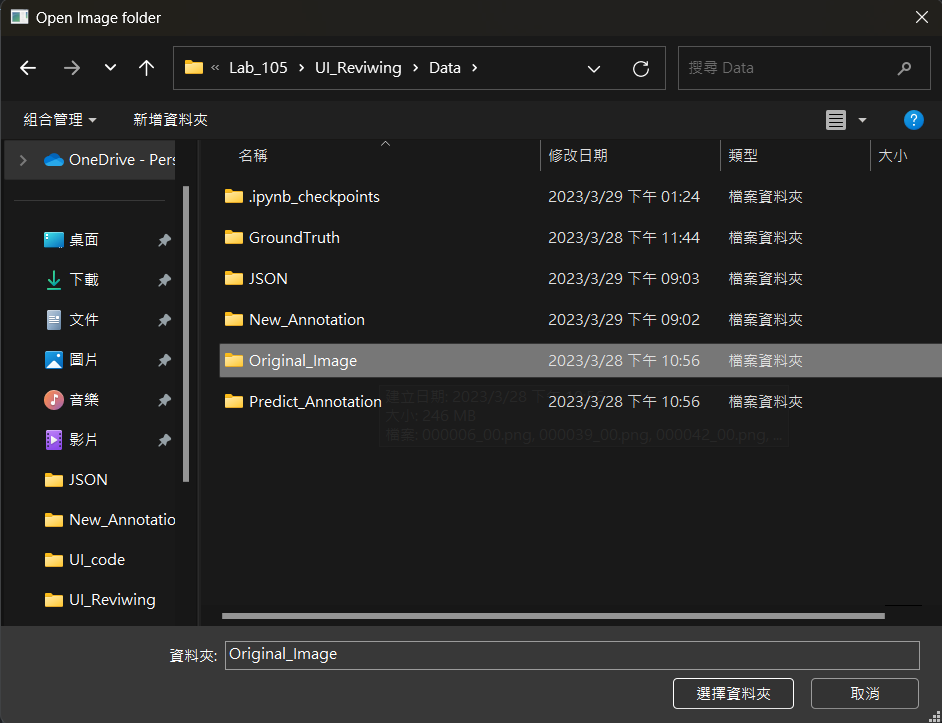 Open Image folder
« Lab_105 › UI_Reviwing › Data ›
搜尋 Data
組合管理
新增資料夾
OneDrive - Pers
桌面
下載
文件
圖片
音樂
影片
JSON
New_Annotatio
UI_code
UI_Reviwing
名稱 修改日期 類型 大小
.ipynb_checkpoints 2023/3/29 下午 01:24 檔案資料夾
GroundTruth 2023/3/28 下午 11:44 檔案資料夾
JSON 2023/3/29 下午 09:03 檔案資料夾
New_Annotation 2023/3/29 下午 09:02 檔案資料夾
Original_Image 2023/3/28 下午 10:56 檔案資料夾
Predict_Annotation 2023/3/28 下午 10:56 檔案資料夾
建立日期: 2023/3/28 下
大小: 246 MB
檔案: 000006_00.png, 000039_00.png, 000042_00.png, ...
資料夾: Original_Image
選擇資料夾
取消